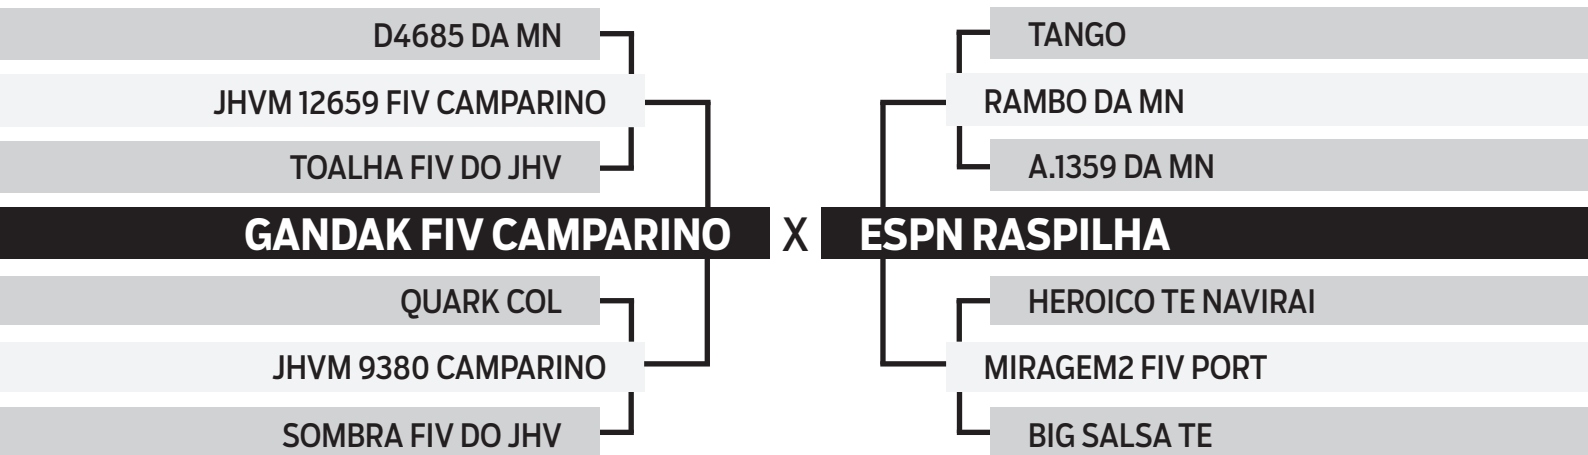 D4685 DA MN
JHVM 12659 FIV CAMPARINO
TOALHA FIV DO JHV
GANDAK FIV CAMPARINO
QUARK COL
JHVM 9380 CAMPARINO
SOMBRA FIV DO JHV
X
TANGO
RAMBO DA MN
A.1359 DA MN
ESPN RASPILHA
HEROICO TE NAVIRAI
MIRAGEM2 FIV PORT
BIG SALSA TE